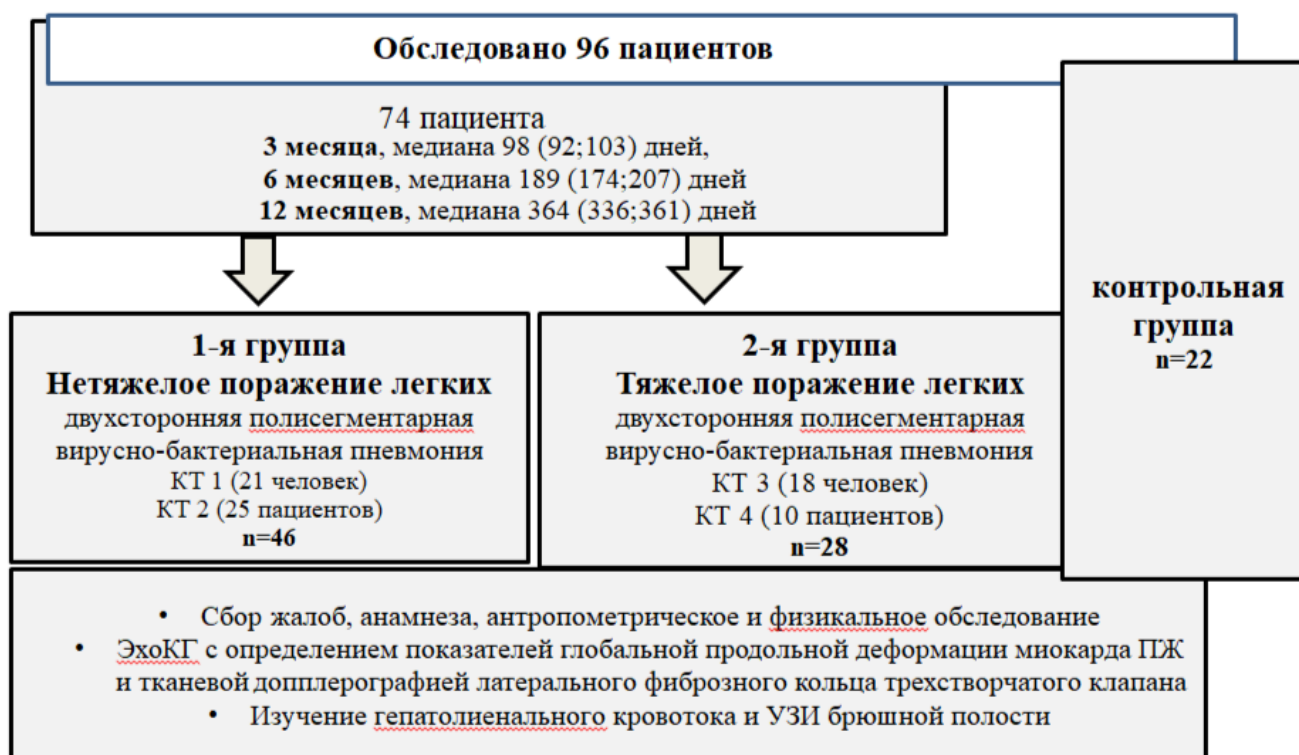 Обследовано 96 пациентов
74 пациента
3 месяца, медиана 98 (92;103) дней,
6 месяцев, медиана 189 (174;207) дней
12 месяцев, медиана 364 (336;361) дней
1-я группа
Нетяжелое поражение легких
двухсторонняя полисегментарная
вирусно-бактериальная пневмония
КТ 1 (21 человек)
КТ 2 (25 пациентов)
n=46
2-я группа
Тяжелое поражение легких
двухсторонняя полисегментарная
вирусно-бактериальная пневмония
КТ 3 (18 человек)
КТ 4 (10 пациентов)
n=28
контрольная
группа
n=22
• Сбор жалоб, анамнеза, антропометрическое и физикальное обследование
• ЭхоКГ с определением показателей глобальной продольной деформации миокарда ПЖ
и тканевой допплерографией латерального фиброзного кольца трехстворчатого клапана
• Изучение гепатолиенального кровотока и УЗИ брюшной полости